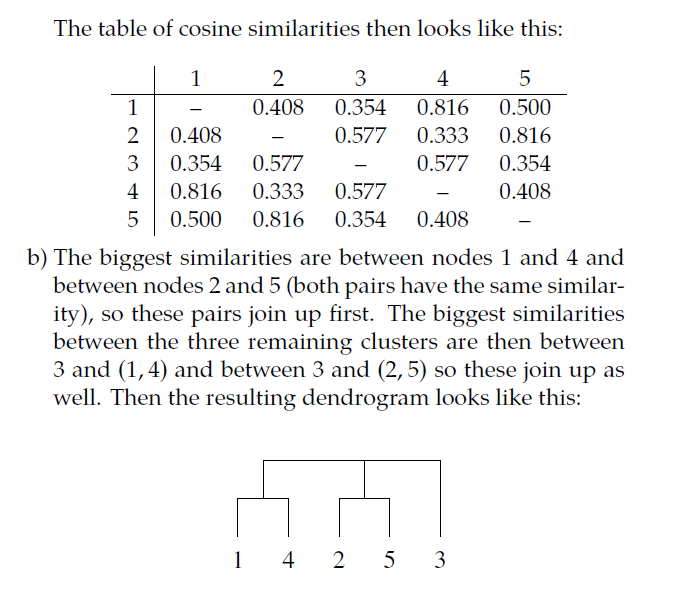 The table of cosine similarities then looks like this:
1 2 3 4 5
1 – 0.408 0.354 0.816 0.500
2 0.408 – 0.577 0.333 0.816
3 0.354 0.577 – 0.577 0.354
4 0.816 0.333 0.577 – 0.408
5 0.500 0.816 0.354 0.408 –
b) The biggest similarities are between nodes 1 and 4 and
between nodes 2 and 5 (both pairs have the same similar-
ity), so these pairs join up first. The biggest similarities
between the three remaining clusters are then between
3 and (1, 4) and between 3 and (2, 5) so these join up as
well. Then the resulting dendrogram looks like this:
1 4 2 5 3